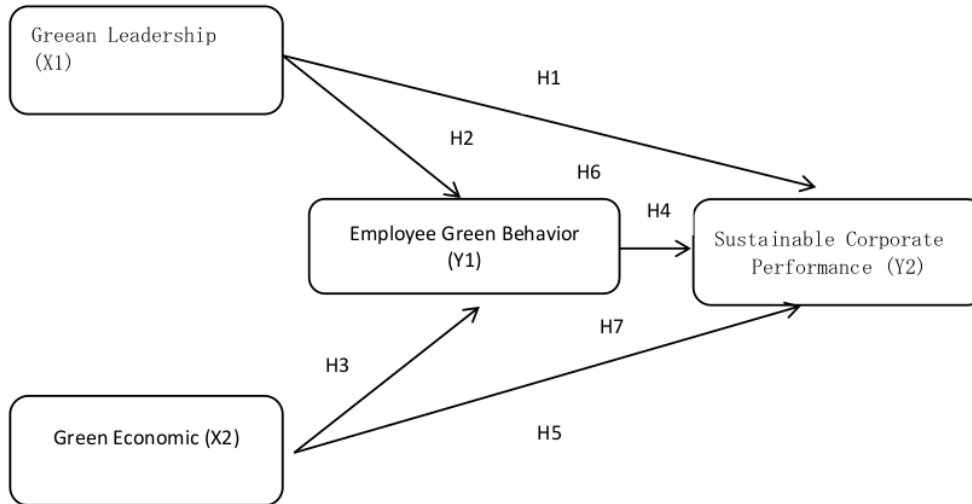 Greean Leadership
(X1)
H1
H2
H6
H4
Employee Green Behavior
(Y1)
Sustainable Corporate
Performance (Y2)
H7
H3
H5
Green Economic (X2)